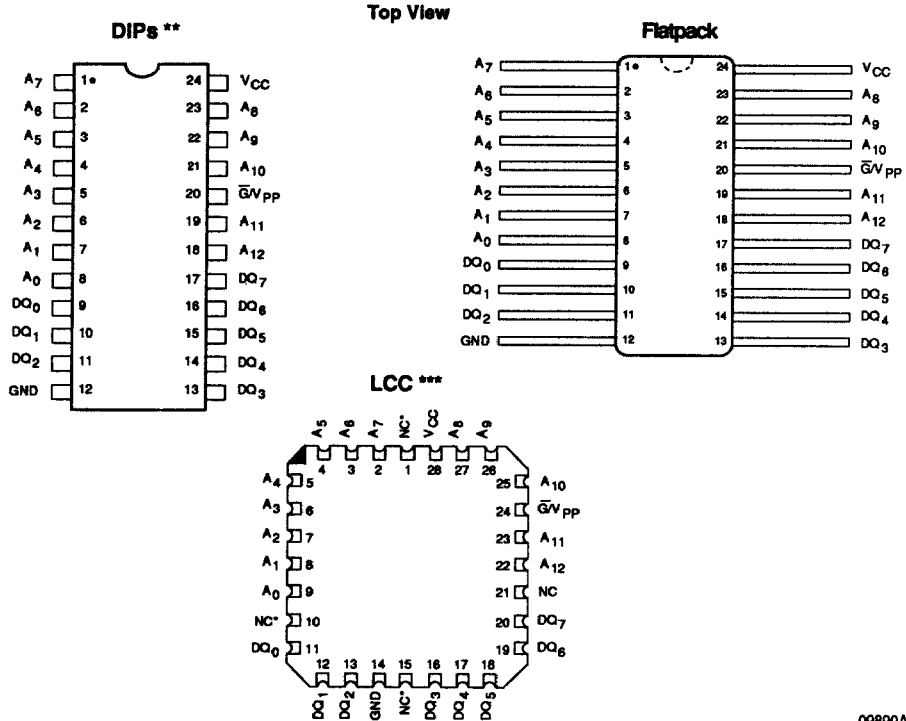 Top View
DIPs **
A7 1* 24 VCC
A6 2 23 A8
A5 3 22 A9
A4 4 21 A10
A3 5 20 G̅/VPP
A2 6 19 A11
A1 7 18 A12
A0 8 17 DQ7
DQ0 9 16 DQ6
DQ1 10 15 DQ5
DQ2 11 14 DQ4
GND 12 13 DQ3
Flatpack
A7 1* 24 VCC
A6 2 23 A8
A5 3 22 A9
A4 4 21 A10
A3 5 20 G̅/VPP
A2 6 19 A11
A1 7 18 A12
A0 8 17 DQ7
DQ0 9 16 DQ6
DQ1 10 15 DQ5
DQ2 11 14 DQ4
GND 12 13 DQ3
LCC ***
A5 A6 A7 NC* VCC A8 A9
4 3 2 1 28 27 26
A4 5 25 A10
A3 6 24 G̅/VPP
A2 7 23 A11
A1 8 22 A12
A0 9 21 NC
NC* 10 20 DQ7
DQ0 11 19 DQ6
12 13 14 15 16 17 18
DQ1 DQ2 GND NC* DQ3 DQ4 DQ5